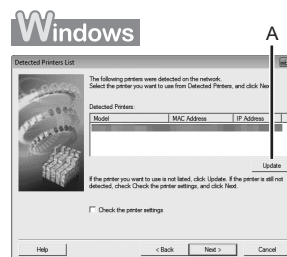 Windows
A
Detected Printers List
The following printers were detected on the network.
Select the printer you want to use from Detected Printers, and click Next.
Detected Printers:
Model MAC Address IP Address
Update
If the printer you want to use is not listed, click Update. If the printer is still not
detected, check Check the printer settings, and click Next.
Check the printer settings
Help < Back Next > Cancel